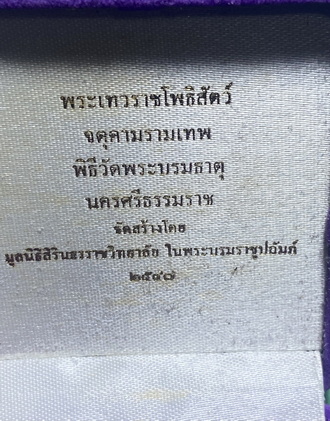 พระเทวราชโพธิสัตว์
จตุคามรามเทพ
พิธีวัดพระบรมธาตุ
นครศรีธรรมราช
จัดสร้างโดย
มูลนิธิสิรินธรราชวิทยาลัย ในพระบรมราชูปถัมภ์
๒๕๔๗